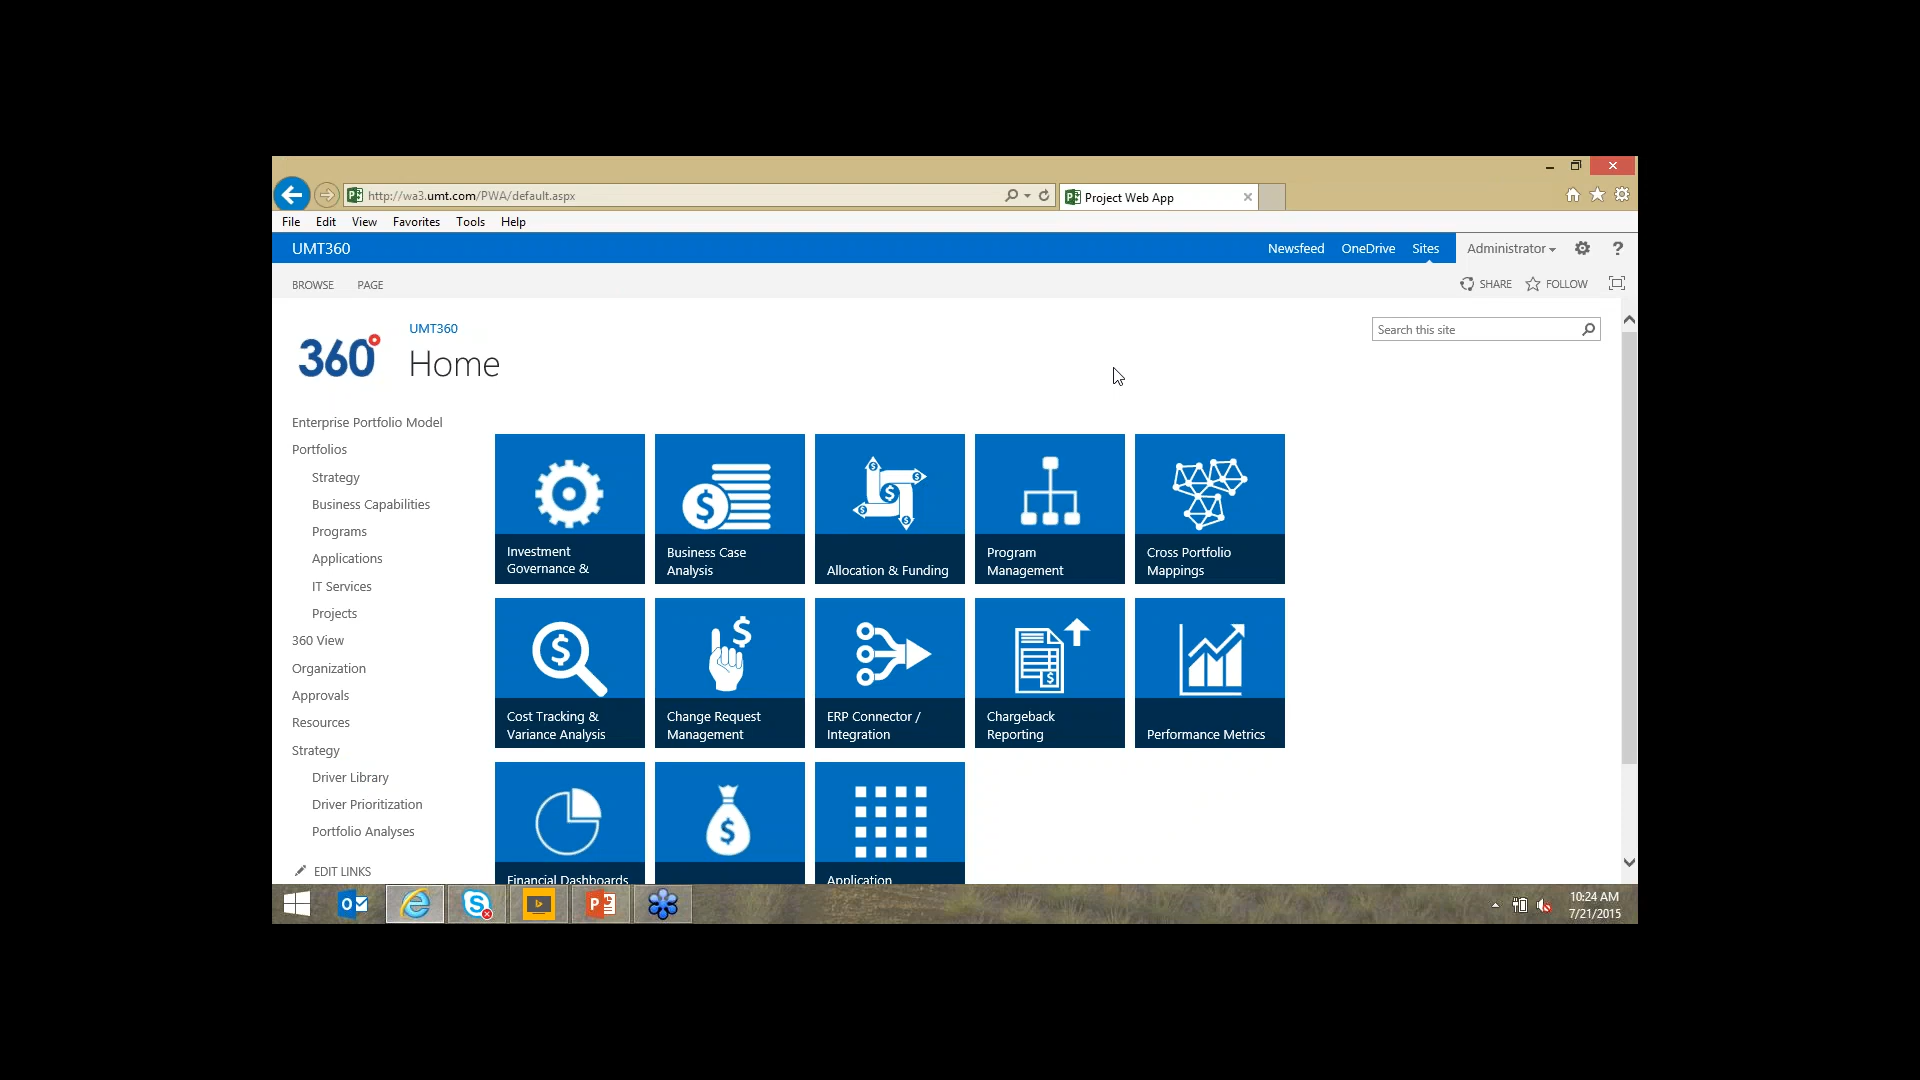 http://wa3.umt.com/PWA/default.aspx
Project Web App
File Edit View Favorites Tools Help
UMT360
Newsfeed OneDrive Sites Administrator ?
BROWSE PAGE
SHARE FOLLOW
360°
UMT360
Home
Search this site
Enterprise Portfolio Model
Portfolios
Strategy
Business Capabilities
Programs
Applications
IT Services
Projects
360 View
Organization
Approvals
Resources
Strategy
Driver Library
Driver Prioritization
Portfolio Analyses
EDIT LINKS
Investment
Governance &
Business Case
Analysis
Allocation & Funding
Program
Management
Cross Portfolio
Mappings
Cost Tracking &
Variance Analysis
Change Request
Management
ERP Connector /
Integration
Chargeback
Reporting
Performance Metrics
Financial Dashboards
Application
10:24 AM
7/21/2015